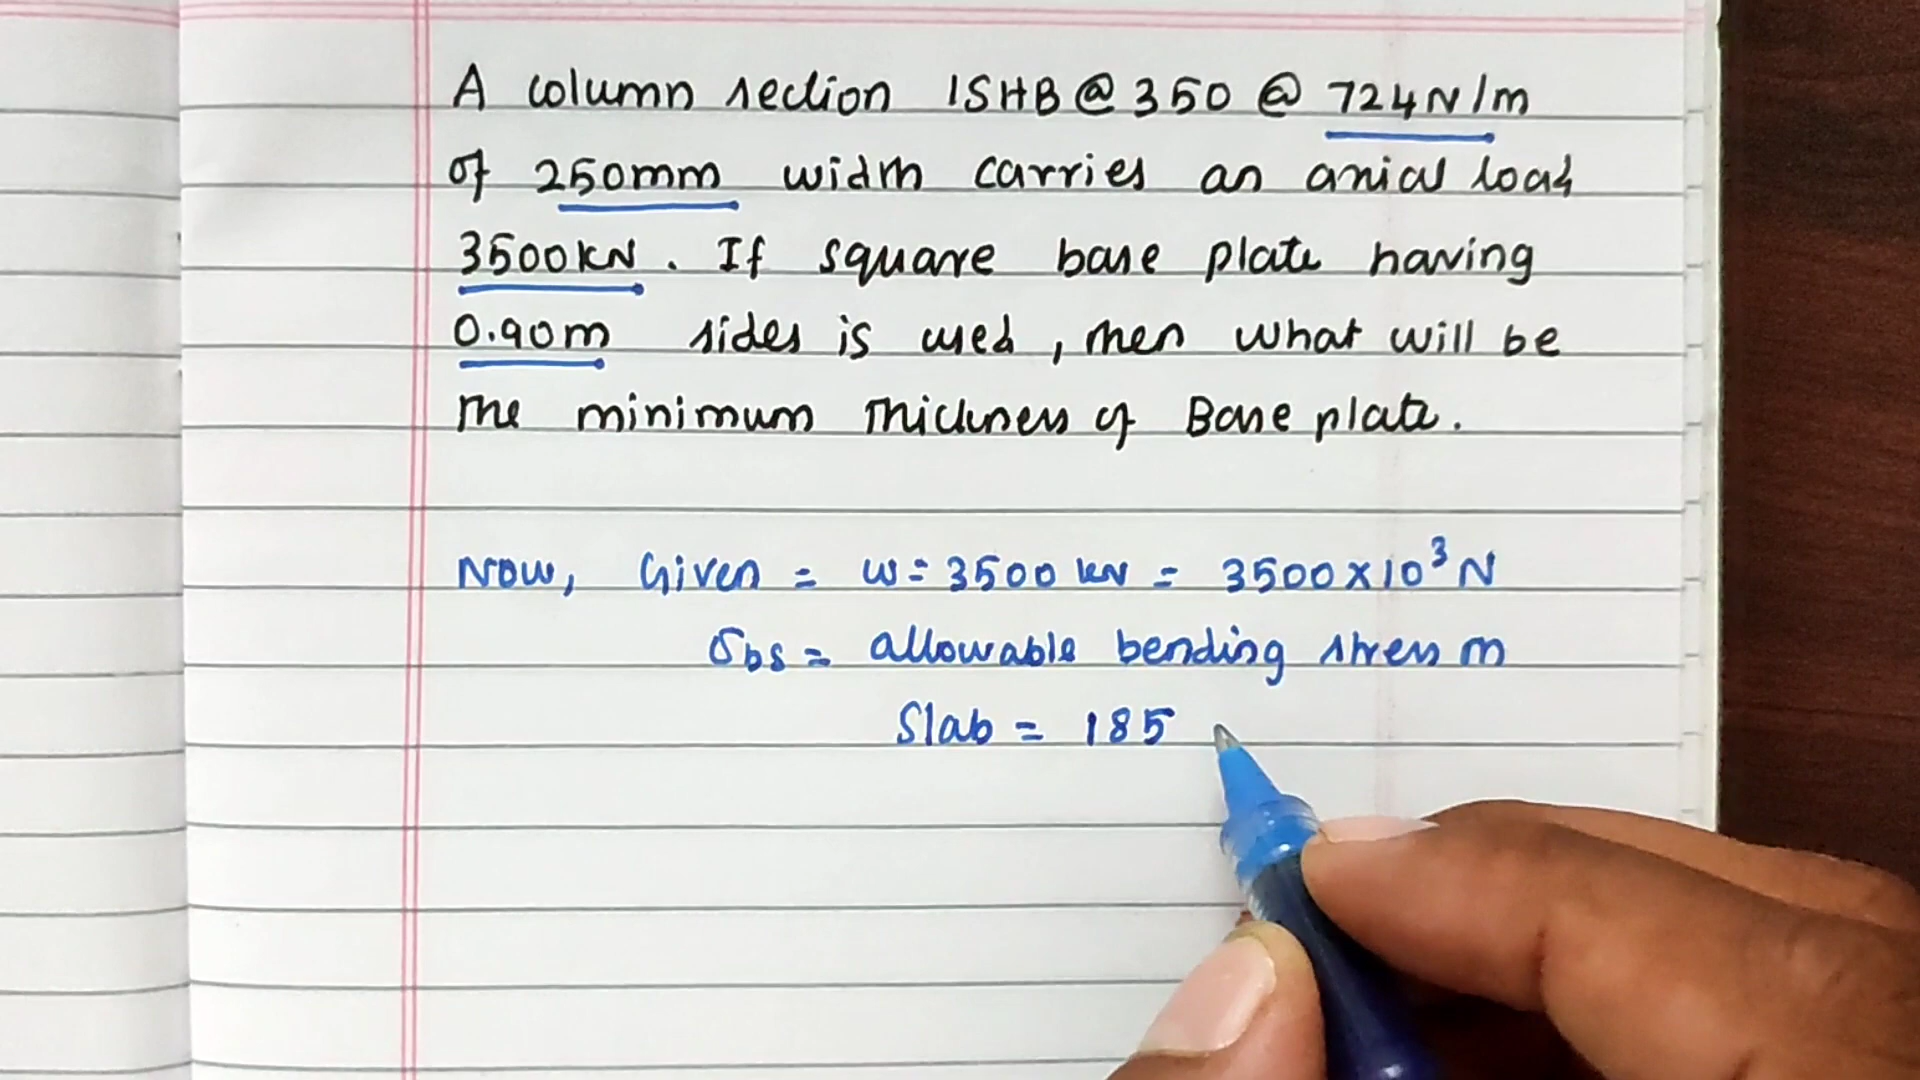 A column section ISHB @ 350 @ 724N/m
of 250mm width carries an axial load
3500kN. If square base plate having
0.90m sides is used, then what will be
the minimum thickness of Base plate.
Now, Given = W = 3500 kN = 3500x10³N
σbs = allowable bending stress in
Slab = 185